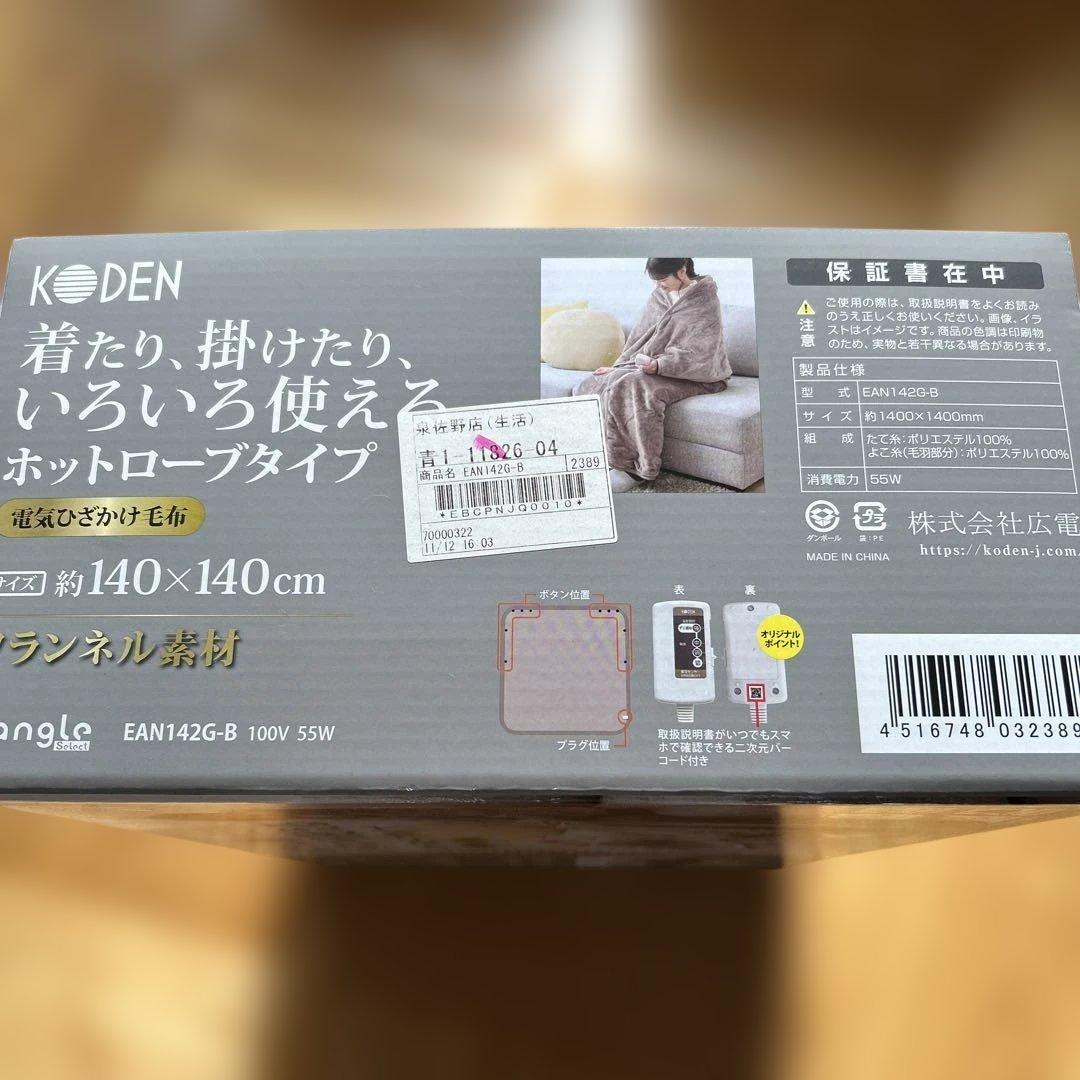 KODEN
着たり、掛けたり、
いろいろ使える
ホットローブタイプ
電気ひざかけ毛布
サイズ 約140×140cm
フランネル素材
angle
Select
EAN142G-B 100V 55W
泉佐野店(生活)
青1-11826 04
商品名 EAN142G-B 2389
*EBCPNJQ0010*
70000322
11/12 16 03
ボタン位置
プラグ位置
表
裏
KODEN
オリジナル
ポイント!
取扱説明書がいつでもスマ
ホで確認できる二次元バー
コード付き
保証書在中
注意
ご使用の際は、取扱説明書をよくお読み
のうえ正しくお使いください。画像、イラ
ストはイメージです。商品の色調は印刷物
のため、実物と若干異なる場合があります。
製品仕様
型式 EAN142G-B
サイズ 約1400×1400mm
組成 たて糸:ポリエステル100%
よこ糸(毛羽部分):ポリエステル100%
消費電力 55W
ダンボール
プラ
袋:PE
株式会社広電
MADE IN CHINA
https://koden-j.com/
4 516748 032389